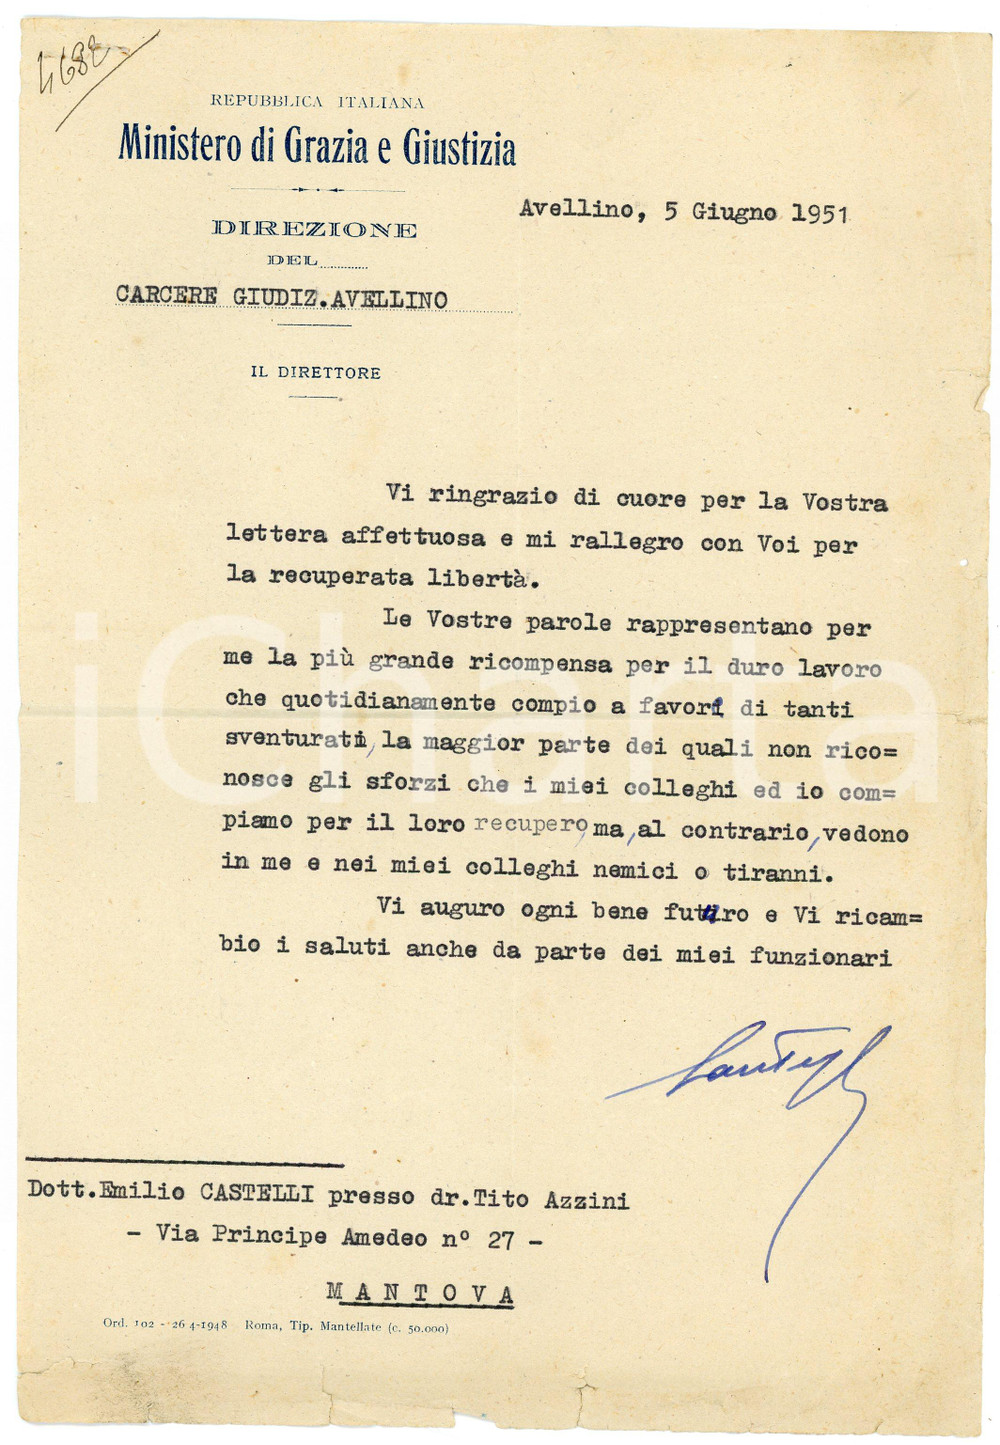 4682
REPUBBLICA ITALIANA
Ministero di Grazia e Giustizia
Avellino, 5 Giugno 1951
DIREZIONE
DEL
CARCERE GIUDIZ.AVELLINO
IL DIRETTORE
Vi ringrazio di cuore per la Vostra
lettera affettuosa e mi rallegro con Voi per
la recuperata libertà.
Le Vostre parole rappresentano per
me la più grande ricompensa per il duro lavoro
che quotidianamente compio a favore di tanti
sventurati, la maggior parte dei quali non rico=
nosce gli sforzi che i miei colleghi ed io com=
piamo per il loro recupero, ma, al contrario, vedono
in me e nei miei colleghi nemici o tiranni.
Vi auguro ogni bene futuro e Vi ricam=
bio i saluti anche da parte dei miei funzionari
Dott.Emilio CASTELLI presso dr.Tito Azzini
- Via Principe Amedeo n° 27 -
M A N T O V A
Ord. 102 - 26 4-1948 Roma, Tip. Mantellate (c. 50.000)
iCharta